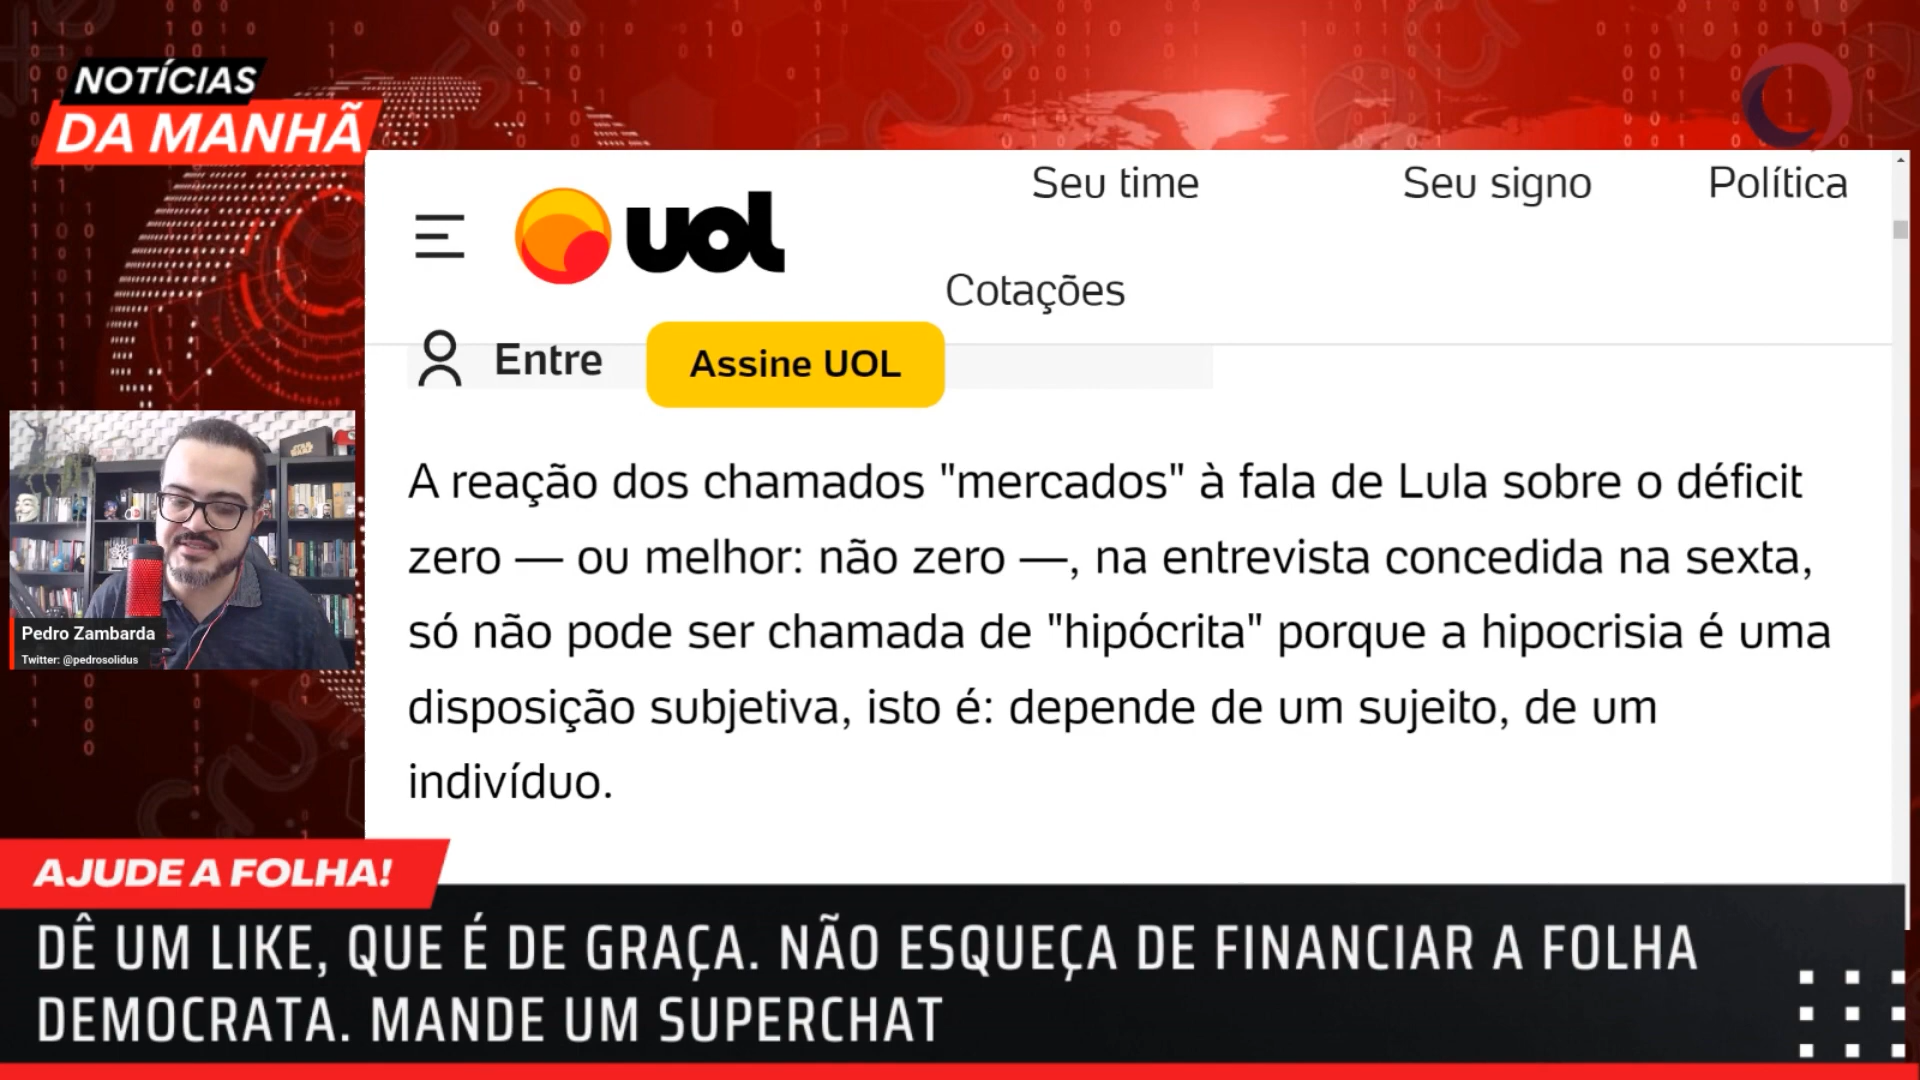 NOTÍCIAS
DA MANHÃ
Seu time
Seu signo
Política
uol
Cotações
Entre
Assine UOL
A reação dos chamados "mercados" à fala de Lula sobre o déficit
zero — ou melhor: não zero —, na entrevista concedida na sexta,
só não pode ser chamada de "hipócrita" porque a hipocrisia é uma
disposição subjetiva, isto é: depende de um sujeito, de um
indivíduo.
Pedro Zambarda
Twitter: @pedrosolidus
AJUDE A FOLHA!
DÊ UM LIKE, QUE É DE GRAÇA. NÃO ESQUEÇA DE FINANCIAR A FOLHA
DEMOCRATA. MANDE UM SUPERCHAT